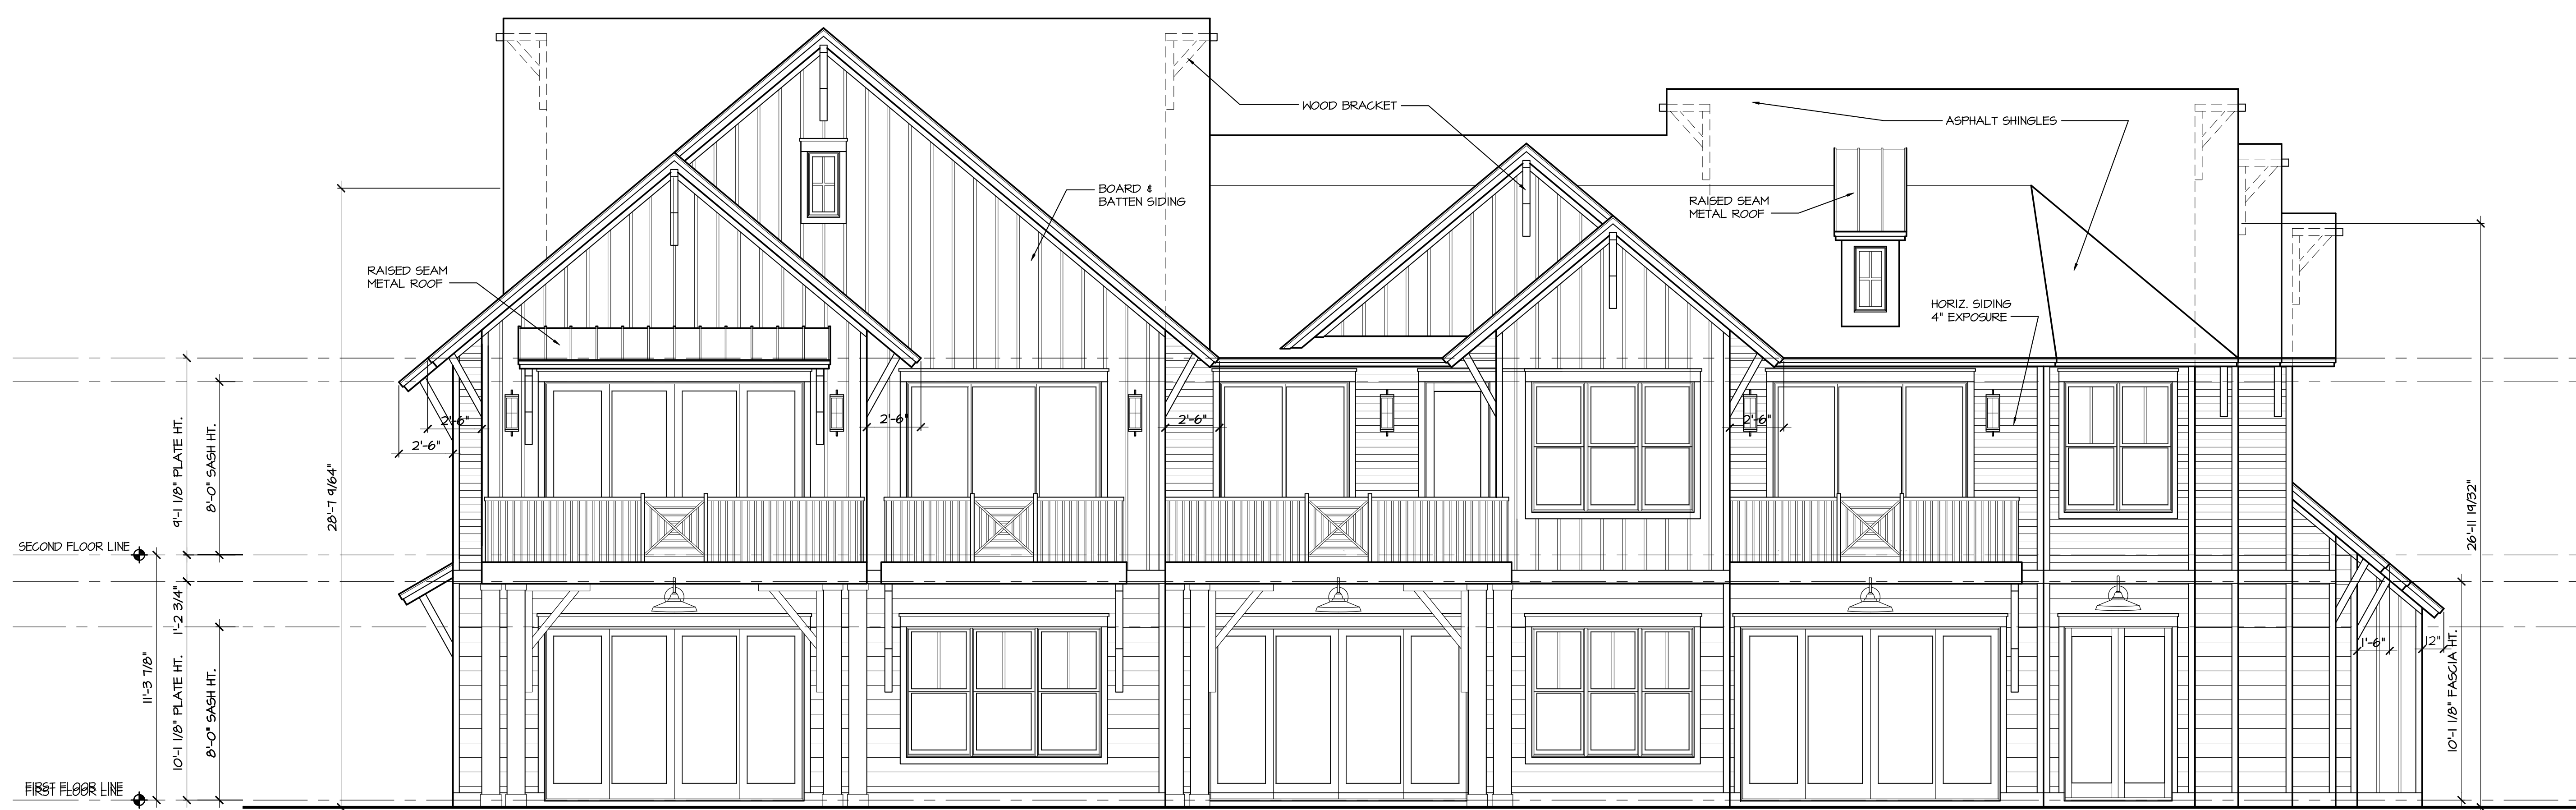 WOOD BRACKET
ASPHALT SHINGLES
BOARD &
BATTEN SIDING
RAISED SEAM
METAL ROOF
RAISED SEAM
METAL ROOF
HORIZ. SIDING
4" EXPOSURE
2'-6"
2'-6"
2'-6"
2'-6"
2'-6"
9'-1 1/8" PLATE HT.
8'-0" SASH HT.
28'-7 9/64"
26'-11 19/32"
SECOND FLOOR LINE
1'-2 3/4"
11'-3 7/8"
10'-1 1/8" PLATE HT.
8'-0" SASH HT.
1'-6"
12"
10'-1 1/8" FASCIA HT.
FIRST FLOOR LINE
FIRST FLOOR LINE